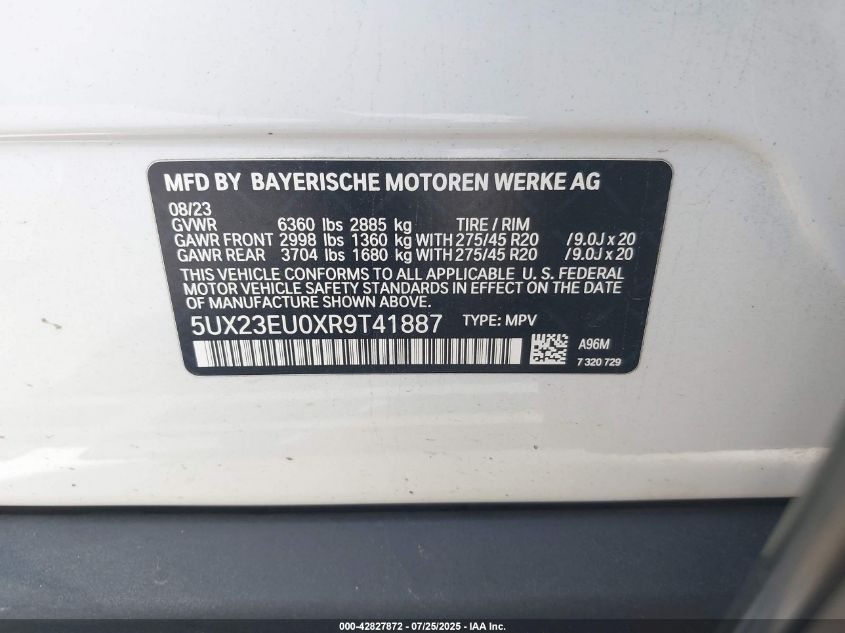 MFD BY BAYERISCHE MOTOREN WERKE AG
08/23
GVWR 6360 lbs 2885 kg TIRE / RIM
GAWR FRONT 2998 lbs 1360 kg WITH 275/45 R20 /9.0J x 20
GAWR REAR 3704 lbs 1680 kg WITH 275/45 R20 /9.0J x 20
THIS VEHICLE CONFORMS TO ALL APPLICABLE U. S. FEDERAL
MOTOR VEHICLE SAFETY STANDARDS IN EFFECT ON THE DATE
OF MANUFACTURE SHOWN ABOVE.
5UX23EU0XR9T41887 TYPE: MPV
A96M
7 320 729
000-42827872 / 07/25/2025 - IAA Inc.